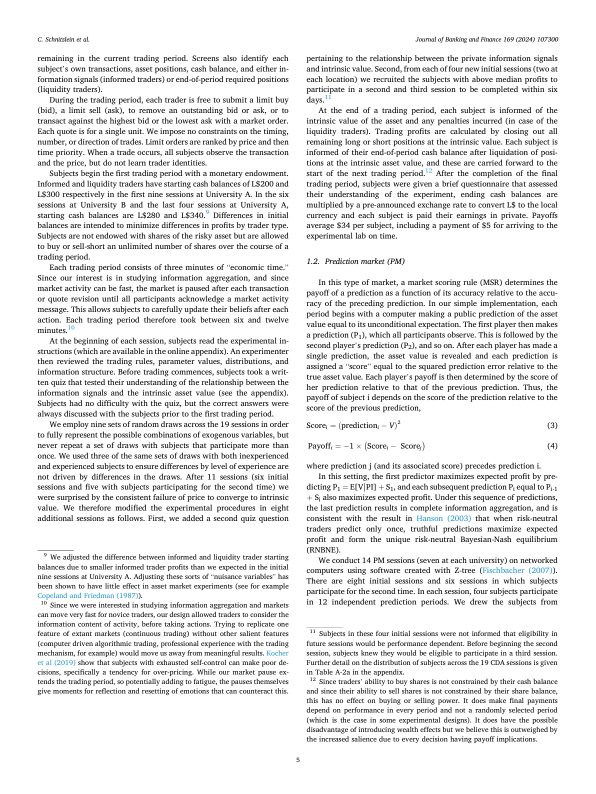 C. Schnitzlein et al.
Journal of Banking and Finance 169 (2024) 107300
remaining in the current trading period. Screens also identify each
subject's own transactions, asset positions, cash balance, and either in-
formation signals (informed traders) or end-of-period required positions
(liquidity traders).
During the trading period, each trader is free to submit a limit buy
(bid), a limit sell (ask), to remove an outstanding bid or ask, or to
transact against the highest bid or the lowest ask with a market order.
Each quote is for a single unit. We impose no constraints on the timing,
number, or direction of trades. Limit orders are ranked by price and then
time priority. When a trade occurs, all subjects observe the transaction
and the price, but do not learn trader identities.
Subjects begin the first trading period with a monetary endowment.
Informed and liquidity traders have starting cash balances of L$200 and
L$300 respectively in the first nine sessions at University A. In the six
sessions at University B and the last four sessions at University A,
starting cash balances are L$280 and L$340.9 Differences in initial
balances are intended to minimize differences in profits by trader type.
Subjects are not endowed with shares of the risky asset but are allowed
to buy or sell-short an unlimited number of shares over the course of a
trading period.
Each trading period consists of three minutes of "economic time."
Since our interest is in studying information aggregation, and since
market activity can be fast, the market is paused after each transaction
or quote revision until all participants acknowledge a market activity
message. This allows subjects to carefully update their beliefs after each
action. Each trading period therefore took between six and twelve
minutes.10
At the beginning of each session, subjects read the experimental in-
structions (which are available in the online appendix). An experimenter
then reviewed the trading rules, parameter values, distributions, and
information structure. Before trading commences, subjects took a writ-
ten quiz that tested their understanding of the relationship between the
information signals and the intrinsic asset value (see the appendix).
Subjects had no difficulty with the quiz, but the correct answers were
always discussed with the subjects prior to the first trading period.
We employ nine sets of random draws across the 19 sessions in order
to fully represent the possible combinations of exogenous variables, but
never repeat a set of draws with subjects that participate more than
once. We used three of the same sets of draws with both inexperienced
and experienced subjects to ensure differences by level of experience are
not driven by differences in the draws. After 11 sessions (six initial
sessions and five with subjects participating for the second time) we
were surprised by the consistent failure of price to converge to intrinsic
value. We therefore modified the experimental procedures in eight
additional sessions as follows. First, we added a second quiz question
9 We adjusted the difference between informed and liquidity trader starting
balances due to smaller informed trader profits than we expected in the initial
nine sessions at University A. Adjusting these sorts of "nuisance variables" has
been shown to have little effect in asset market experiments (see for example
Copeland and Friedman (1987)).
10 Since we were interested in studying information aggregation and markets
can move very fast for novice traders, our design allowed traders to consider the
information content of activity, before taking actions. Trying to replicate one
feature of extant markets (continuous trading) without other salient features
(computer driven algorithmic trading, professional experience with the trading
mechanism, for example) would move us away from meaningful results. Kocher
et al (2019) show that subjects with exhausted self-control can make poor de-
cisions, specifically a tendency for over-pricing. While our market pause ex-
tends the trading period, so potentially adding to fatigue, the pauses themselves
give moments for reflection and resetting of emotions that can counteract this.
pertaining to the relationship between the private information signals
and intrinsic value. Second, from each of four new initial sessions (two at
each location) we recruited the subjects with above median profits to
participate in a second and third session to be completed within six
days.11
At the end of a trading period, each subject is informed of the
intrinsic value of the asset and any penalties incurred (in case of the
liquidity traders). Trading profits are calculated by closing out all
remaining long or short positions at the intrinsic value. Each subject is
informed of their end-of-period cash balance after liquidation of posi-
tions at the intrinsic asset value, and these are carried forward to the
start of the next trading period.12 After the completion of the final
trading period, subjects were given a brief questionnaire that assessed
their understanding of the experiment, ending cash balances are
multiplied by a pre-announced exchange rate to convert L$ to the local
currency and each subject is paid their earnings in private. Payoffs
average $34 per subject, including a payment of $5 for arriving to the
experimental lab on time.
1.2. Prediction market (PM)
In this type of market, a market scoring rule (MSR) determines the
payoff of a prediction as a function of its accuracy relative to the accu-
racy of the preceding prediction. In our simple implementation, each
period begins with a computer making a public prediction of the asset
value equal to its unconditional expectation. The first player then makes
a prediction (P1), which all participants observe. This is followed by the
second player's prediction (P2), and so on. After each player has made a
single prediction, the asset value is revealed and each prediction is
assigned a "score" equal to the squared prediction error relative to the
true asset value. Each player's payoff is then determined by the score of
her prediction relative to that of the previous prediction. Thus, the
payoff of subject i depends on the score of the prediction relative to the
score of the previous prediction,
Scorei = (predictioni − V)2 (3)
Payoffi = −1 × (Scorei − Scorej) (4)
where prediction j (and its associated score) precedes prediction i.
In this setting, the first predictor maximizes expected profit by pre-
dicting P1 = E[V|PI] + S1, and each subsequent prediction Pi equal to Pi-1
+ Si also maximizes expected profit. Under this sequence of predictions,
the last prediction results in complete information aggregation, and is
consistent with the result in Hanson (2003) that when risk-neutral
traders predict only once, truthful predictions maximize expected
profit and form the unique risk-neutral Bayesian-Nash equilibrium
(RNBNE).
We conduct 14 PM sessions (seven at each university) on networked
computers using software created with Z-tree (Fischbacher (2007)).
There are eight initial sessions and six sessions in which subjects
participate for the second time. In each session, four subjects participate
in 12 independent prediction periods. We drew the subjects from
11 Subjects in these four initial sessions were not informed that eligibility in
future sessions would be performance dependent. Before beginning the second
session, subjects knew they would be eligible to participate in a third session.
Further detail on the distribution of subjects across the 19 CDA sessions is given
in Table A-2a in the appendix.
12 Since traders' ability to buy shares is not constrained by their cash balance
and since their ability to sell shares is not constrained by their share balance,
this has no effect on buying or selling power. It does make final payments
depend on performance in every period and not a randomly selected period
(which is the case in some experimental designs). It does have the possible
disadvantage of introducing wealth effects but we believe this is outweighed by
the increased salience due to every decision having payoff implications.
5